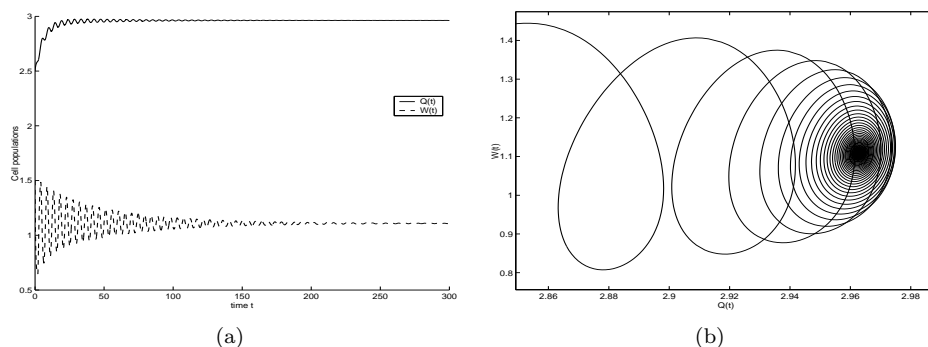 3
2.5
2
1.5
1
0.5
Cell populations
Q(t)
W(t)
0 50 100 150 200 250 300
time t
(a)
1.4
1.3
1.2
1.1
1
0.9
0.8
W(t)
2.86 2.88 2.9 2.92 2.94 2.96 2.98
Q(t)
(b)